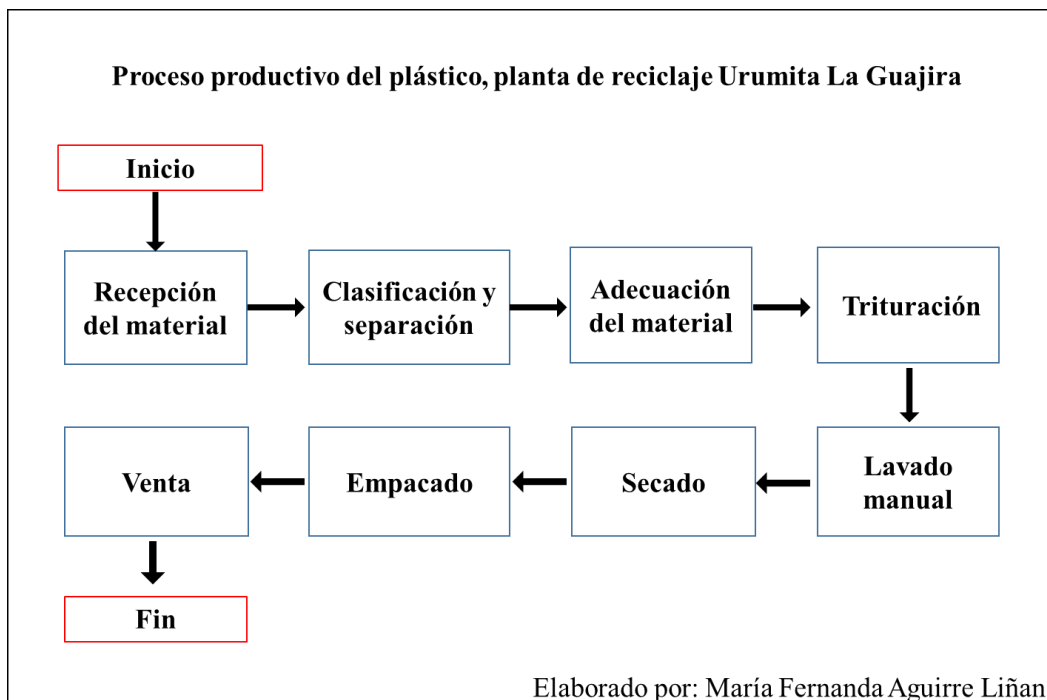 Proceso productivo del plástico, planta de reciclaje Urumita La Guajira
Inicio
Recepción
del material
Clasificación y
separación
Adecuación
del material
Trituración
Lavado
manual
Secado
Empacado
Venta
Fin
Elaborado por: María Fernanda Aguirre Liñan